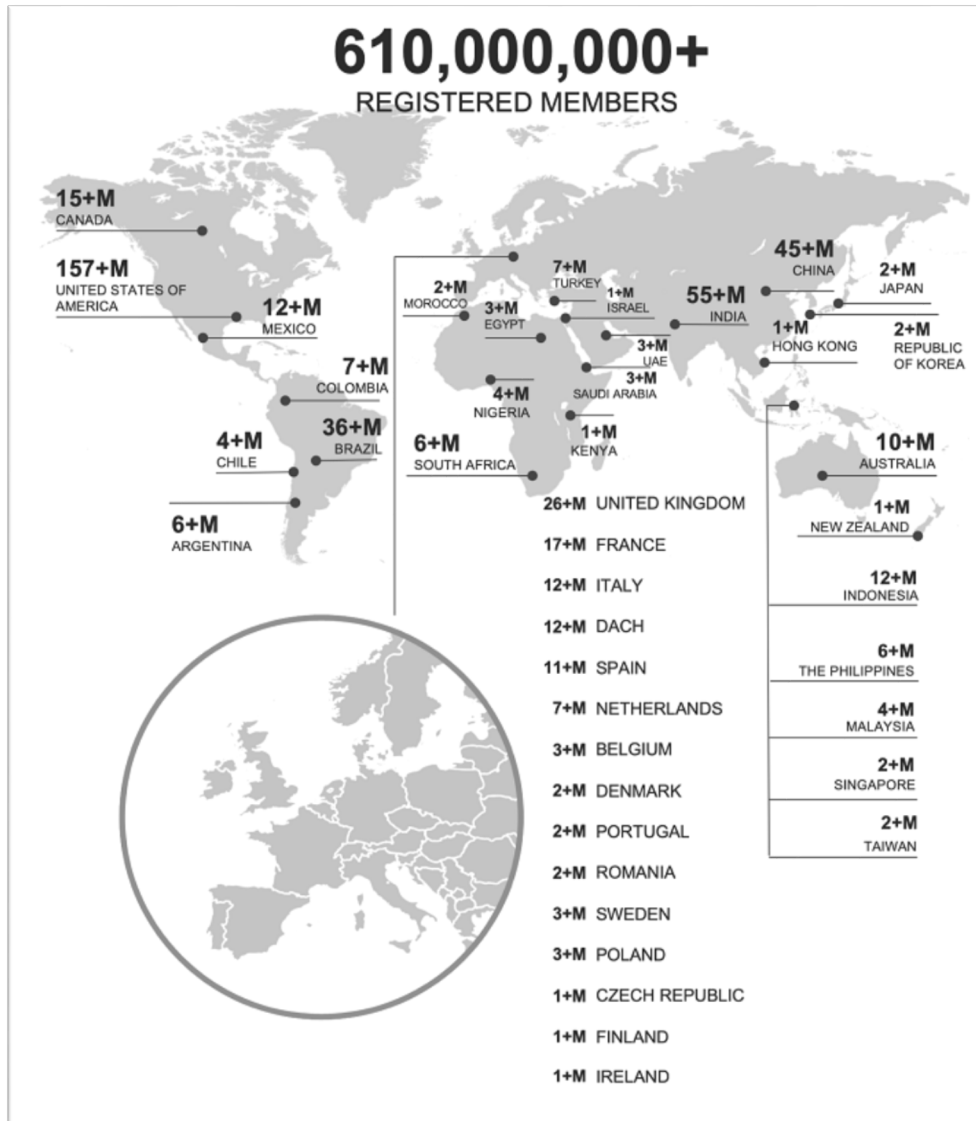 610,000,000+
REGISTERED MEMBERS
15+M
CANADA
157+M
UNITED STATES OF
AMERICA
12+M
MEXICO
7+M
COLOMBIA
36+M
BRAZIL
4+M
CHILE
6+M
ARGENTINA
2+M
MOROCCO
3+M
EGYPT
7+M
TURKEY
1+M
ISRAEL
3+M
UAE
3+M
SAUDI ARABIA
4+M
NIGERIA
1+M
KENYA
6+M
SOUTH AFRICA
55+M
INDIA
45+M
CHINA
2+M
JAPAN
1+M
HONG KONG
2+M
REPUBLIC
OF KOREA
10+M
AUSTRALIA
1+M
NEW ZEALAND
12+M
INDONESIA
6+M
THE PHILIPPINES
4+M
MALAYSIA
2+M
SINGAPORE
2+M
TAIWAN
26+M UNITED KINGDOM
17+M FRANCE
12+M ITALY
12+M DACH
11+M SPAIN
7+M NETHERLANDS
3+M BELGIUM
2+M DENMARK
2+M PORTUGAL
2+M ROMANIA
3+M SWEDEN
3+M POLAND
1+M CZECH REPUBLIC
1+M FINLAND
1+M IRELAND